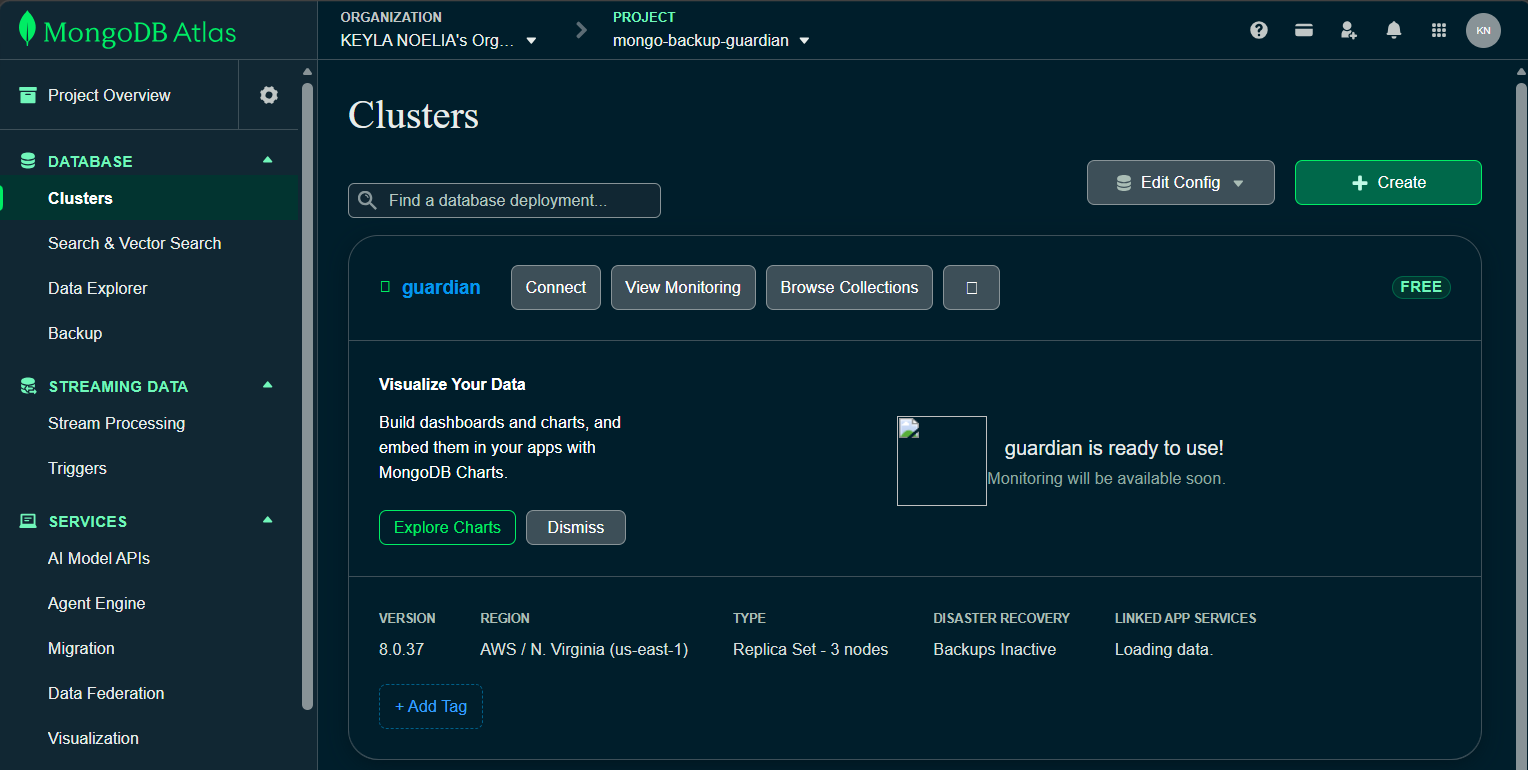 MongoDB Atlas
ORGANIZATION
KEYLA NOELIA's Org...
PROJECT
mongo-backup-guardian
KN
Project Overview
DATABASE
Clusters
Search & Vector Search
Data Explorer
Backup
STREAMING DATA
Stream Processing
Triggers
SERVICES
AI Model APIs
Agent Engine
Migration
Data Federation
Visualization
Clusters
Find a database deployment...
Edit Config
Create
guardian
Connect
View Monitoring
Browse Collections
FREE
Visualize Your Data
Build dashboards and charts, and
embed them in your apps with
MongoDB Charts.
Explore Charts
Dismiss
guardian is ready to use!
Monitoring will be available soon.
VERSION
8.0.37
REGION
AWS / N. Virginia (us-east-1)
TYPE
Replica Set - 3 nodes
DISASTER RECOVERY
Backups Inactive
LINKED APP SERVICES
Loading data.
+ Add Tag